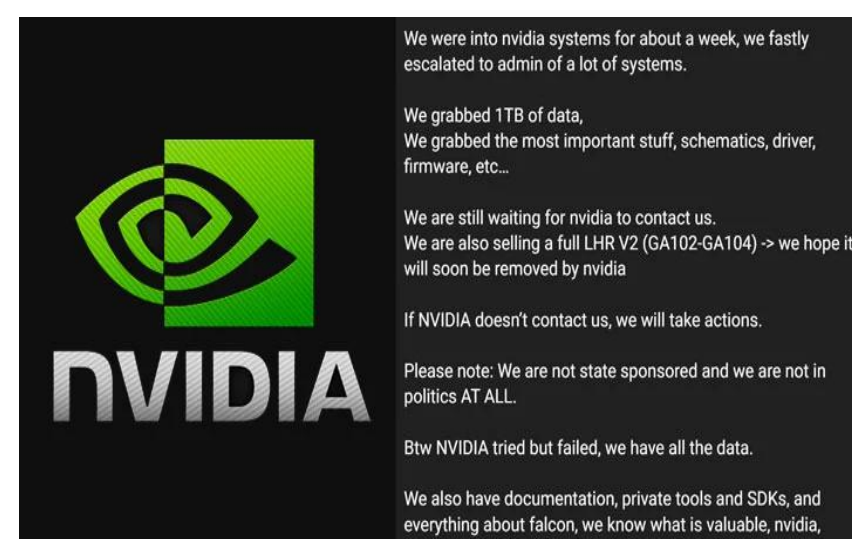 nVIDIA
We were into nvidia systems for about a week, we fastly
escalated to admin of a lot of systems.
We grabbed 1TB of data,
We grabbed the most important stuff, schematics, driver,
firmware, etc...
We are still waiting for nvidia to contact us.
We are also selling a full LHR V2 (GA102-GA104) -> we hope it
will soon be removed by nvidia
If NVIDIA doesn't contact us, we will take actions.
Please note: We are not state sponsored and we are not in
politics AT ALL.
Btw NVIDIA tried but failed, we have all the data.
We also have documentation, private tools and SDKs, and
everything about falcon, we know what is valuable, nvidia,